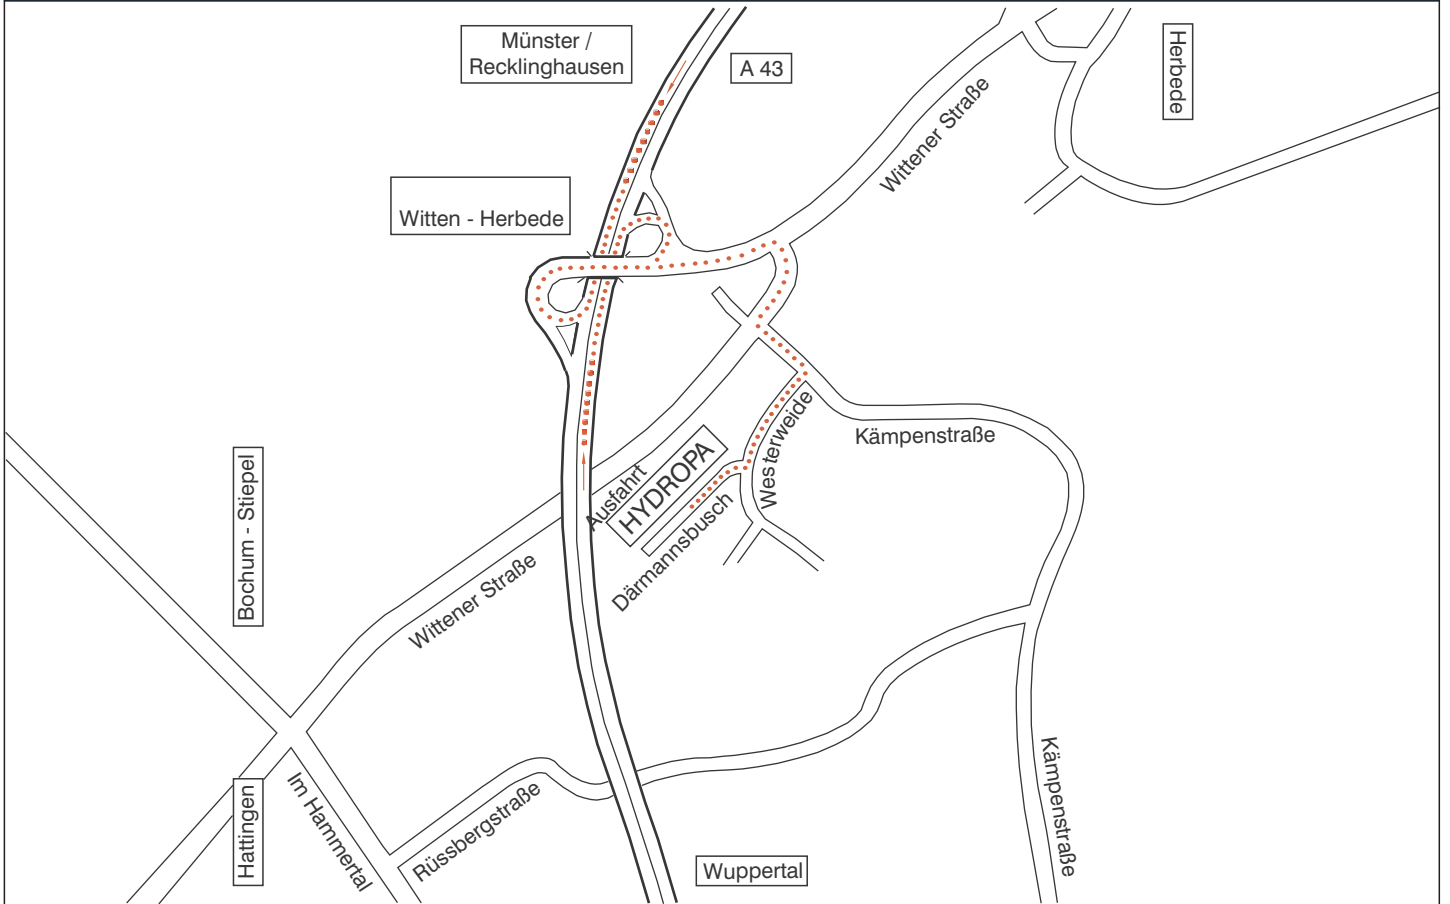 Münster /
Recklinghausen
A 43
Herbede
Wittener Straße
Witten - Herbede
Westerweide
Kämpenstraße
Ausfahrt
HYDROPA
Därmannsbusch
Bochum - Stiepel
Wittener Straße
Hattingen
Im Hammertal
Rüssbergstraße
Wuppertal
Kämpenstraße